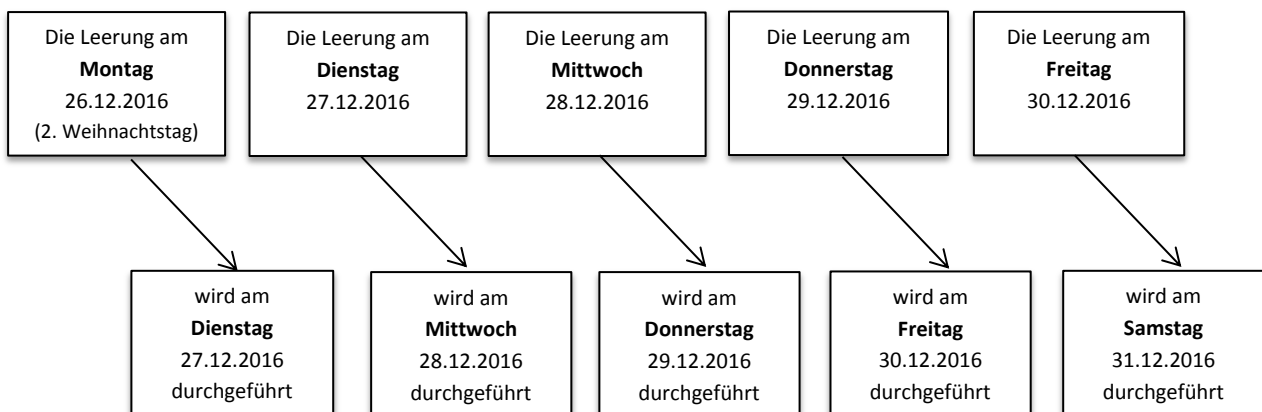 Die Leerung am
Montag
26.12.2016
(2. Weihnachtstag)
Die Leerung am
Dienstag
27.12.2016
Die Leerung am
Mittwoch
28.12.2016
Die Leerung am
Donnerstag
29.12.2016
Die Leerung am
Freitag
30.12.2016
wird am
Dienstag
27.12.2016
durchgeführt
wird am
Mittwoch
28.12.2016
durchgeführt
wird am
Donnerstag
29.12.2016
durchgeführt
wird am
Freitag
30.12.2016
durchgeführt
wird am
Samstag
31.12.2016
durchgeführt